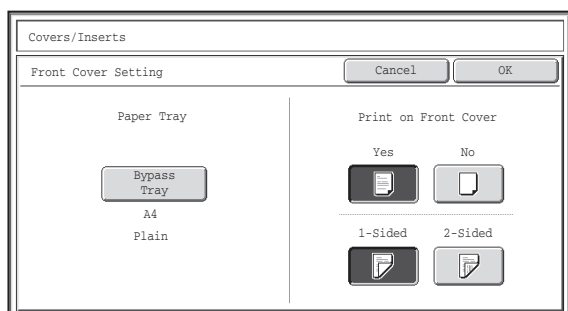 Covers/Inserts
Front Cover Setting
Cancel
OK
Paper Tray
Bypass
Tray
A4
Plain
Print on Front Cover
Yes
No
1-Sided
2-Sided